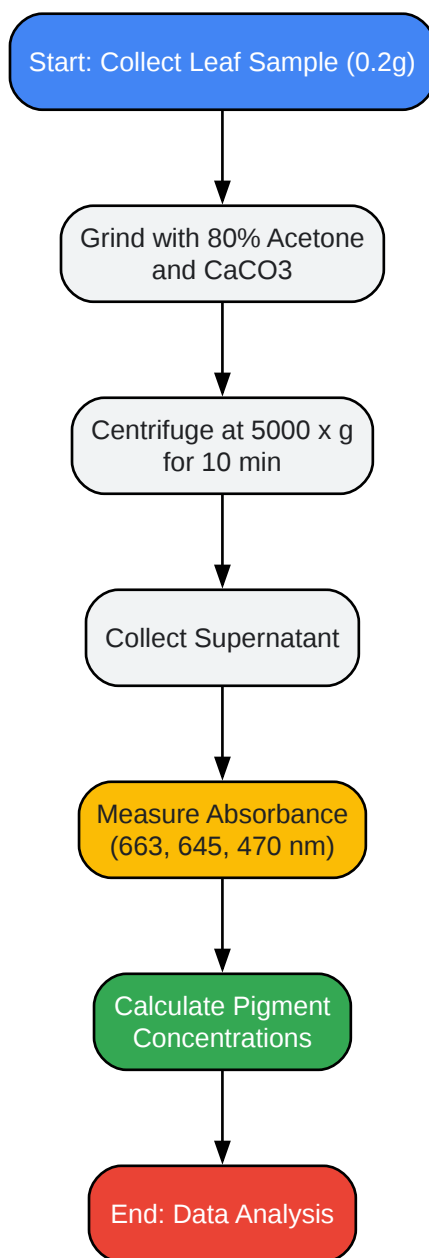 Start: Collect Leaf Sample (0.2g)
Grind with 80% Acetone
and CaCO3
Centrifuge at 5000 x g
for 10 min
Collect Supernatant
Measure Absorbance
(663, 645, 470 nm)
Calculate Pigment
Concentrations
End: Data Analysis